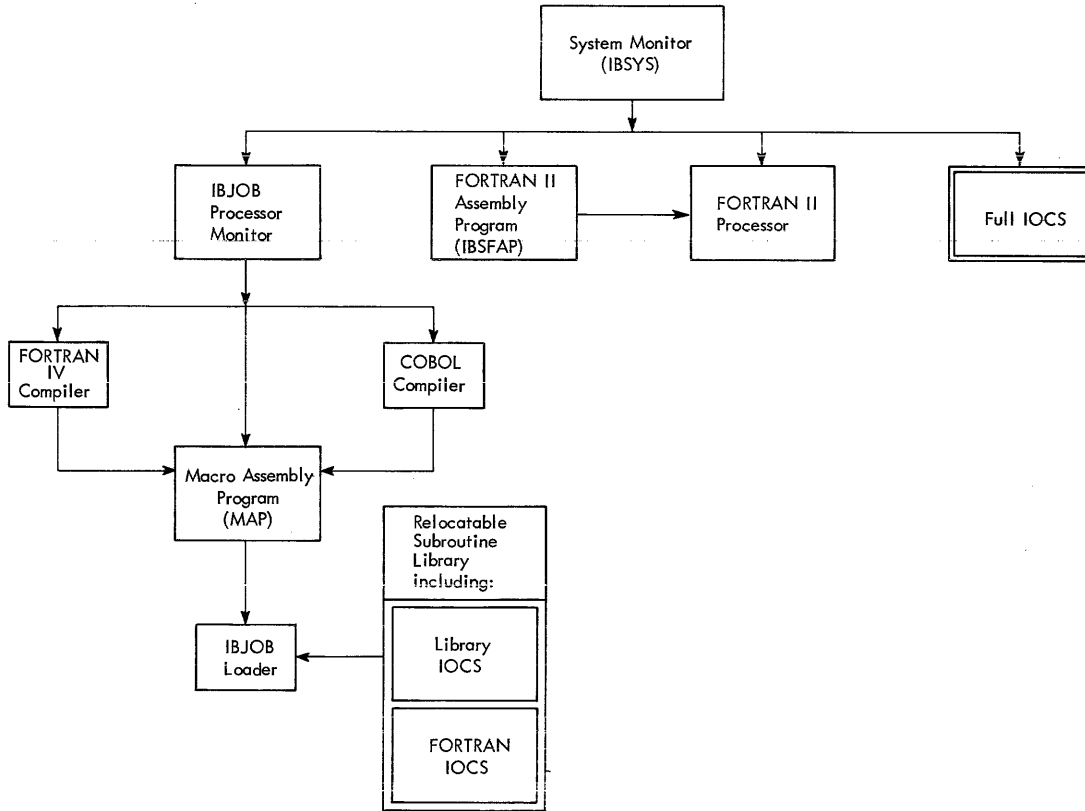 System Monitor
(IBSYS)
IBJOB
Processor
Monitor
FORTRAN II
Assembly
Program
(IBSFAP)
FORTRAN II
Processor
Full IOCS
FORTRAN
IV
Compiler
COBOL
Compiler
Macro Assembly
Program
(MAP)
Relocatable
Subroutine
Library
including:
IBJOB
Loader
Library
IOCS
FORTRAN
IOCS